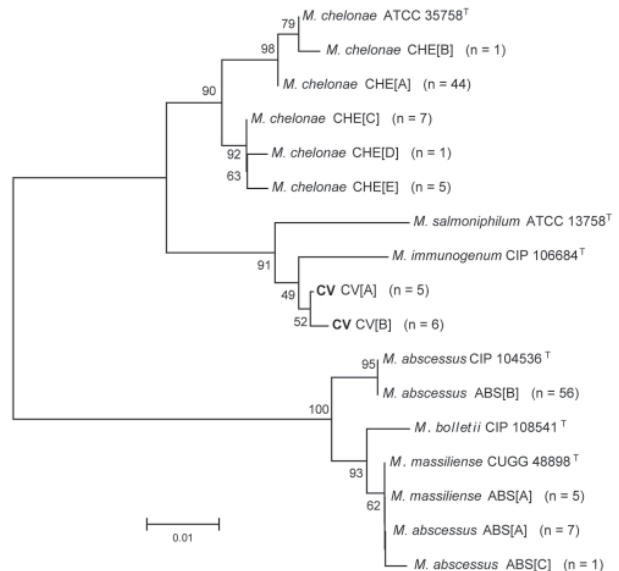 79
M. chelonae ATCC 35758T
M. chelonae CHE[B] (n = 1)
98
M. chelonae CHE[A] (n = 44)
90
M. chelonae CHE[C] (n = 7)
92
M. chelonae CHE[D] (n = 1)
63
M. chelonae CHE[E] (n = 5)
M. salmoniphilum ATCC 13758T
91
M. immunogenum CIP 106684T
49
CV CV[A] (n = 5)
52
CV CV[B] (n = 6)
95
M. abscessus CIP 104536 T
M. abscessus ABS[B] (n = 56)
100
M. bolletii CIP 108541 T
93
M. massiliense CUGG 48898 T
62
M. massiliense ABS[A] (n = 5)
M. abscessus ABS[A] (n = 7)
M. abscessus ABS[C] (n = 1)
0.01